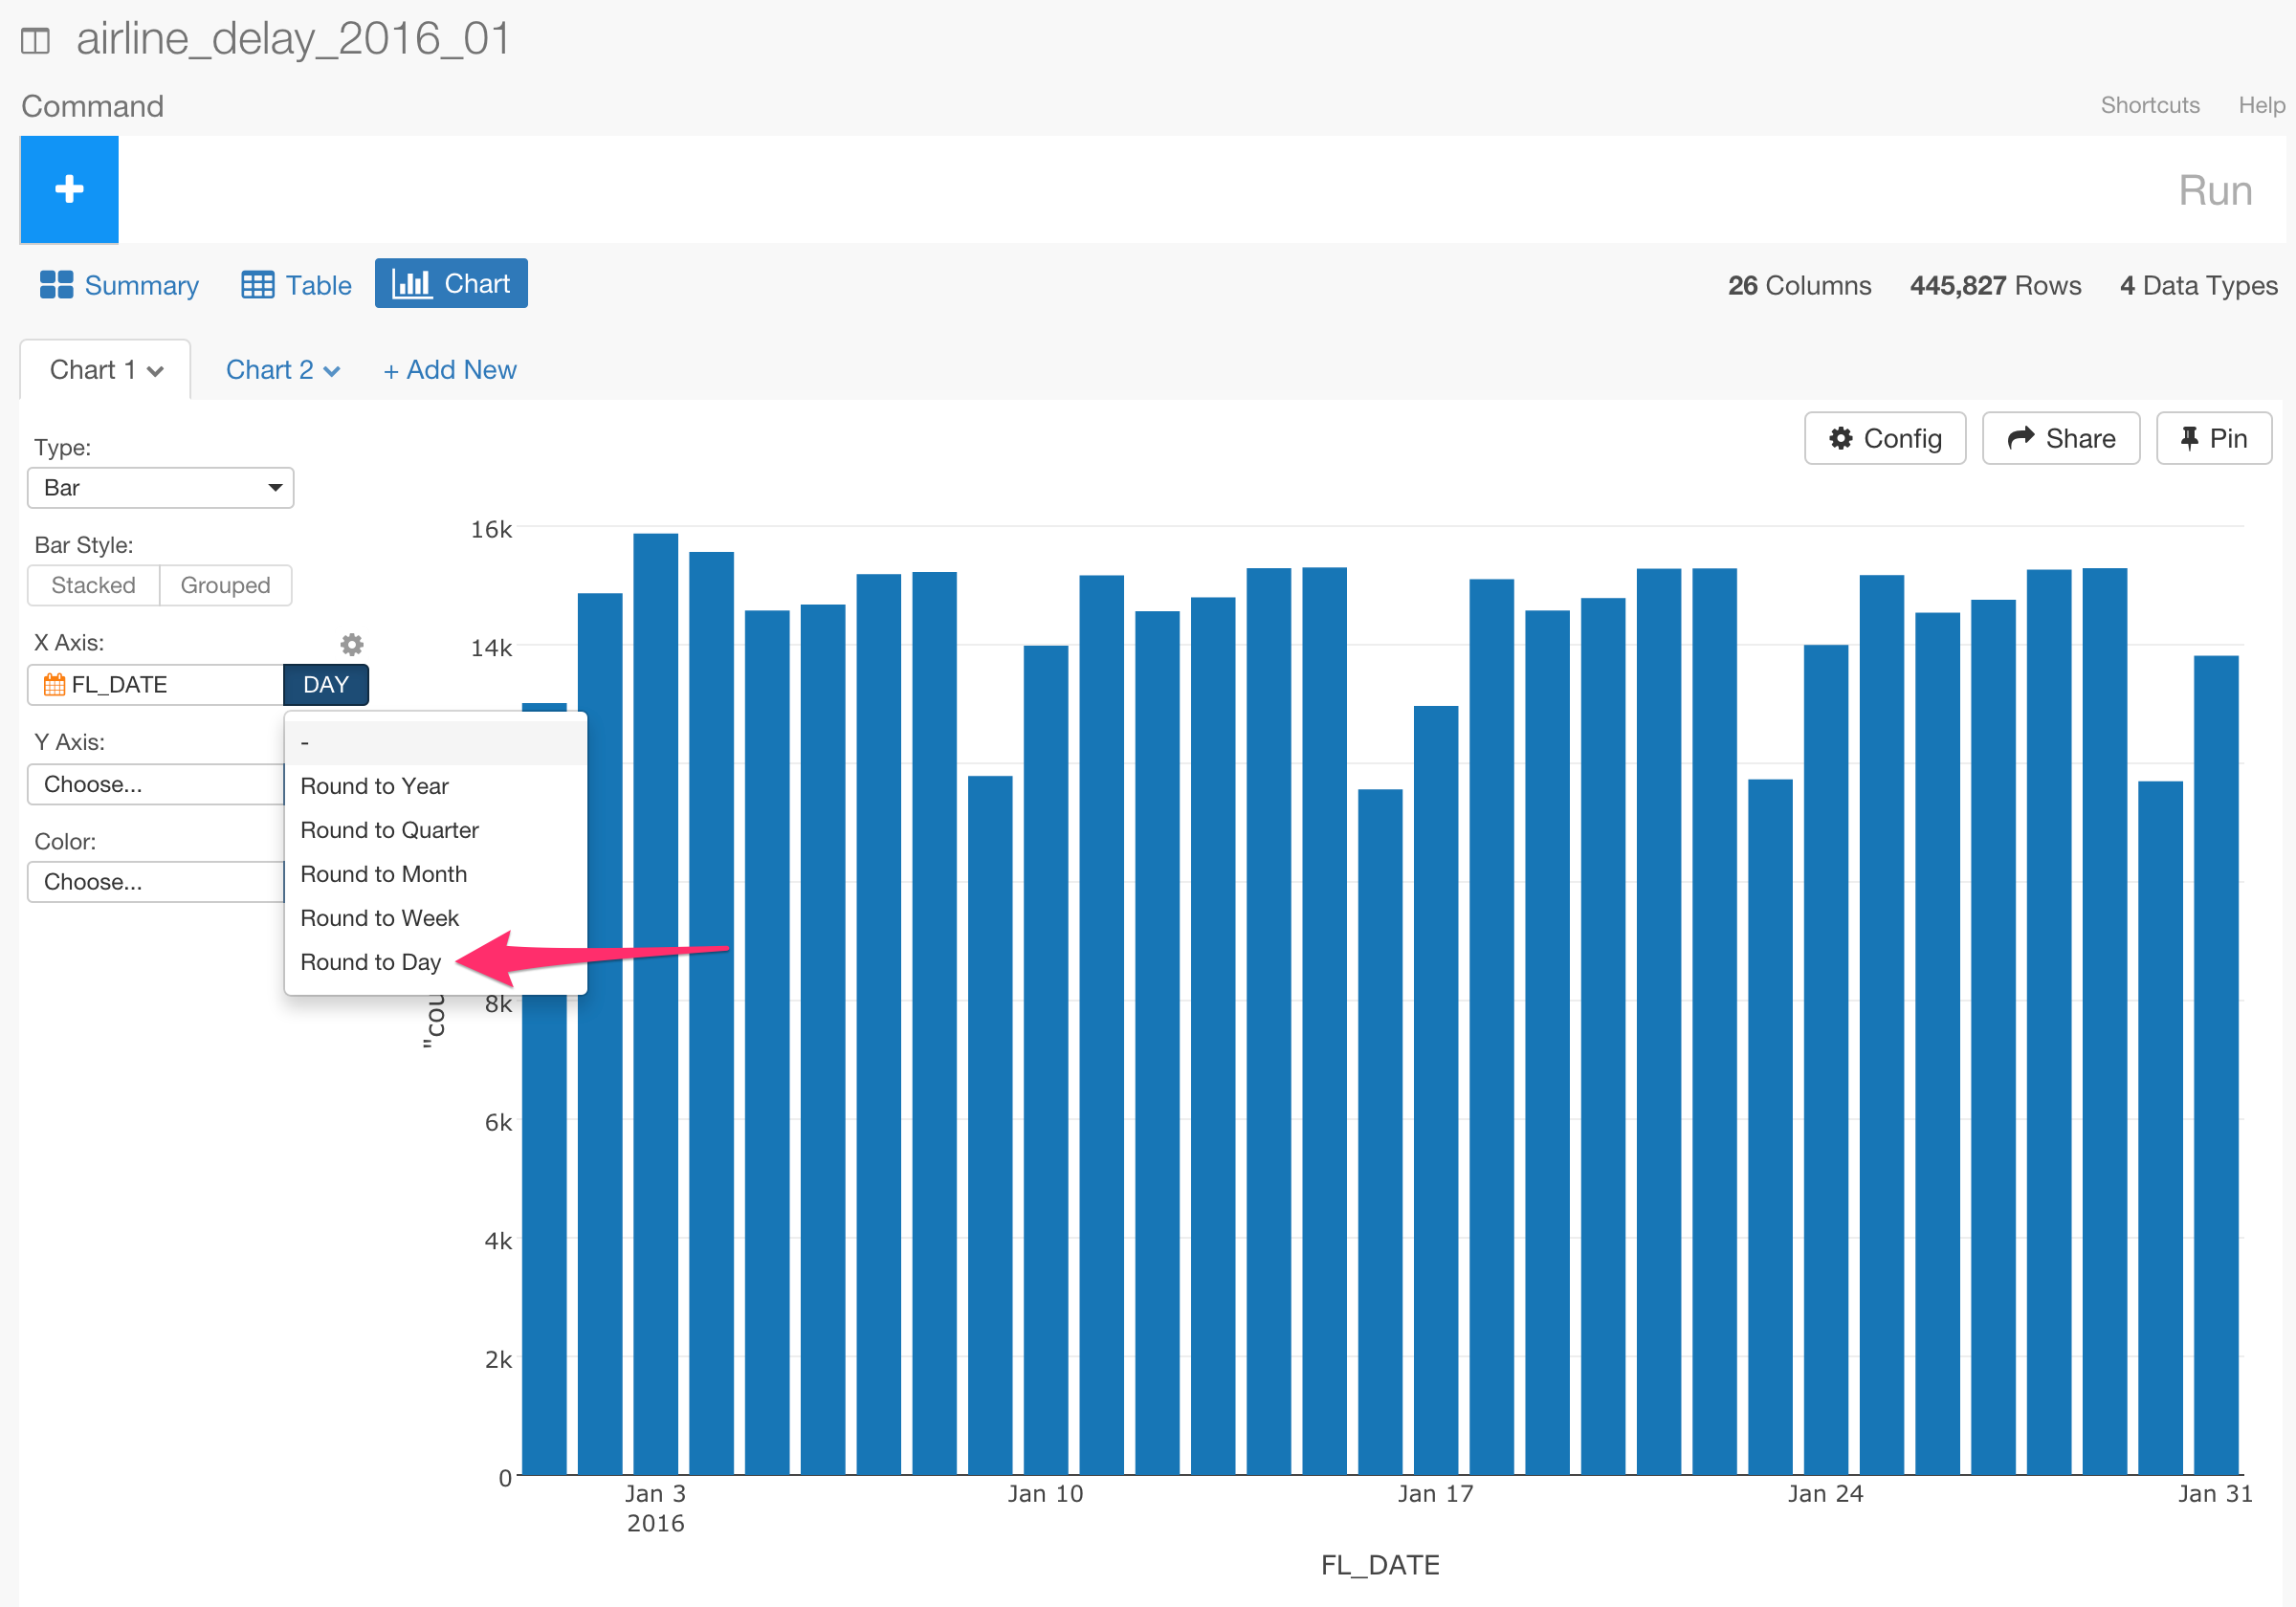 airline_delay_2016_01
Command
Shortcuts Help
+ Run
Summary Table Chart
26 Columns 445,827 Rows 4 Data Types
Chart 1 Chart 2 + Add New
Config Share Pin
Type:
Bar
Bar Style:
Stacked Grouped
X Axis:
FL_DATE DAY
Y Axis:
Choose...
Color:
Choose...
-
Round to Year
Round to Quarter
Round to Month
Round to Week
Round to Day
16k
14k
8k
6k
4k
2k
0
"cou
Jan 3 Jan 10 Jan 17 Jan 24 Jan 31
2016
FL_DATE